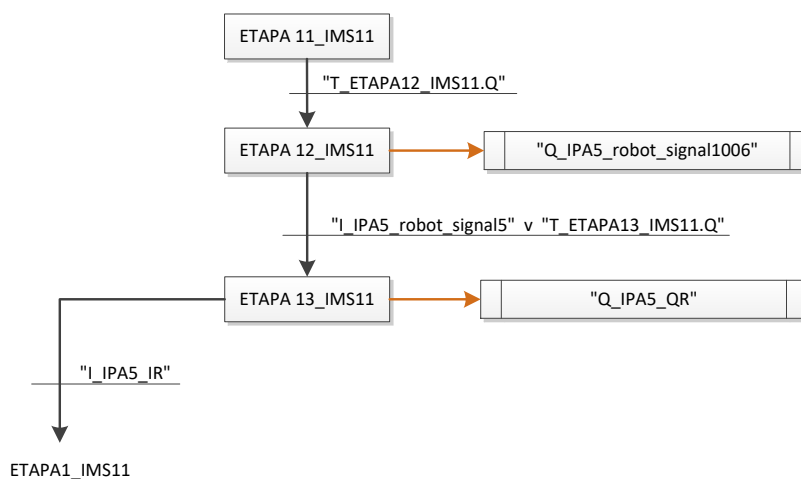 ETAPA 11_IMS11
"T_ETAPA12_IMS11.Q"
ETAPA 12_IMS11
"Q_IPA5_robot_signal1006"
"I_IPA5_robot_signal5" v "T_ETAPA13_IMS11.Q"
ETAPA 13_IMS11
"Q_IPA5_QR"
"I_IPA5_IR"
ETAPA1_IMS11